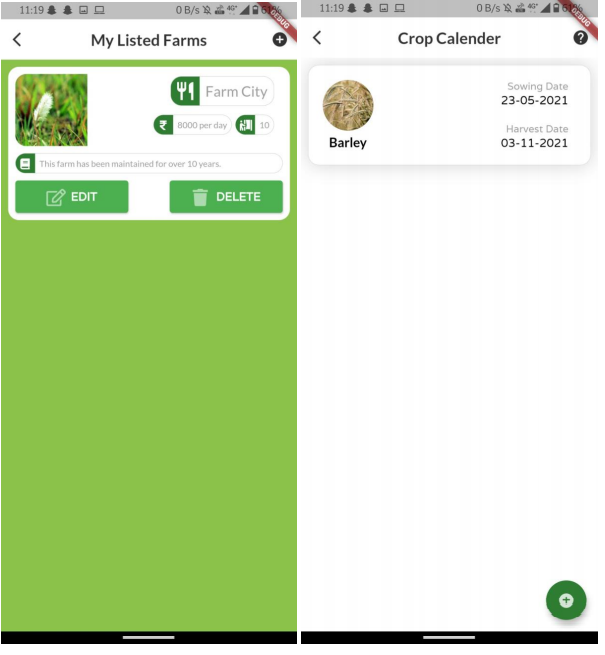 11:19 0 B/s 4G+ 61%
DEBUG
My Listed Farms
Farm City
₹ 8000 per day 10
This farm has been maintained for over 10 years.
EDIT DELETE
11:19 0 B/s 4G+ 61%
DEBUG
Crop Calender
Sowing Date
23-05-2021
Harvest Date
Barley 03-11-2021